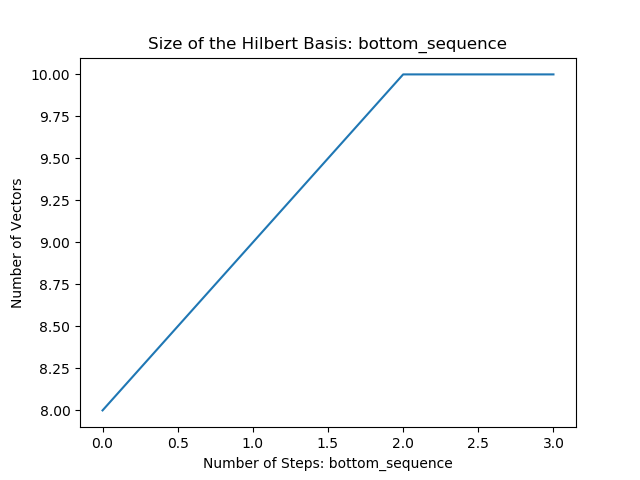 Size of the Hilbert Basis: bottom_sequence
10.00
9.75
9.50
9.25
9.00
8.75
8.50
8.25
8.00
Number of Vectors
0.0 0.5 1.0 1.5 2.0 2.5 3.0
Number of Steps: bottom_sequence